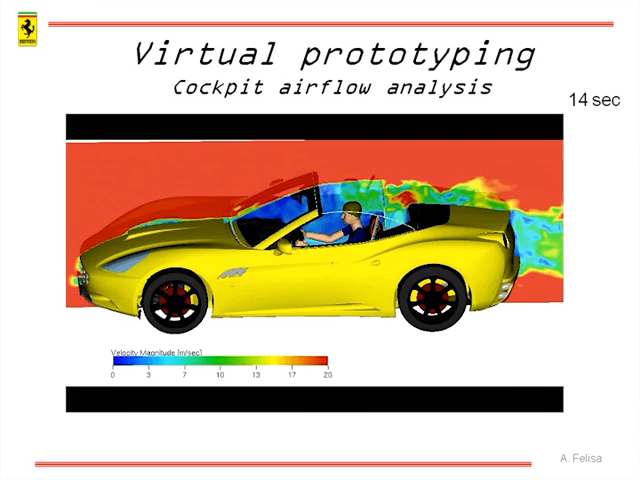 Virtual prototyping
Cockpit airflow analysis
14 sec
Velocity Magnitude [m/sec]
0 3 7 10 13 17 20
A. Felisa